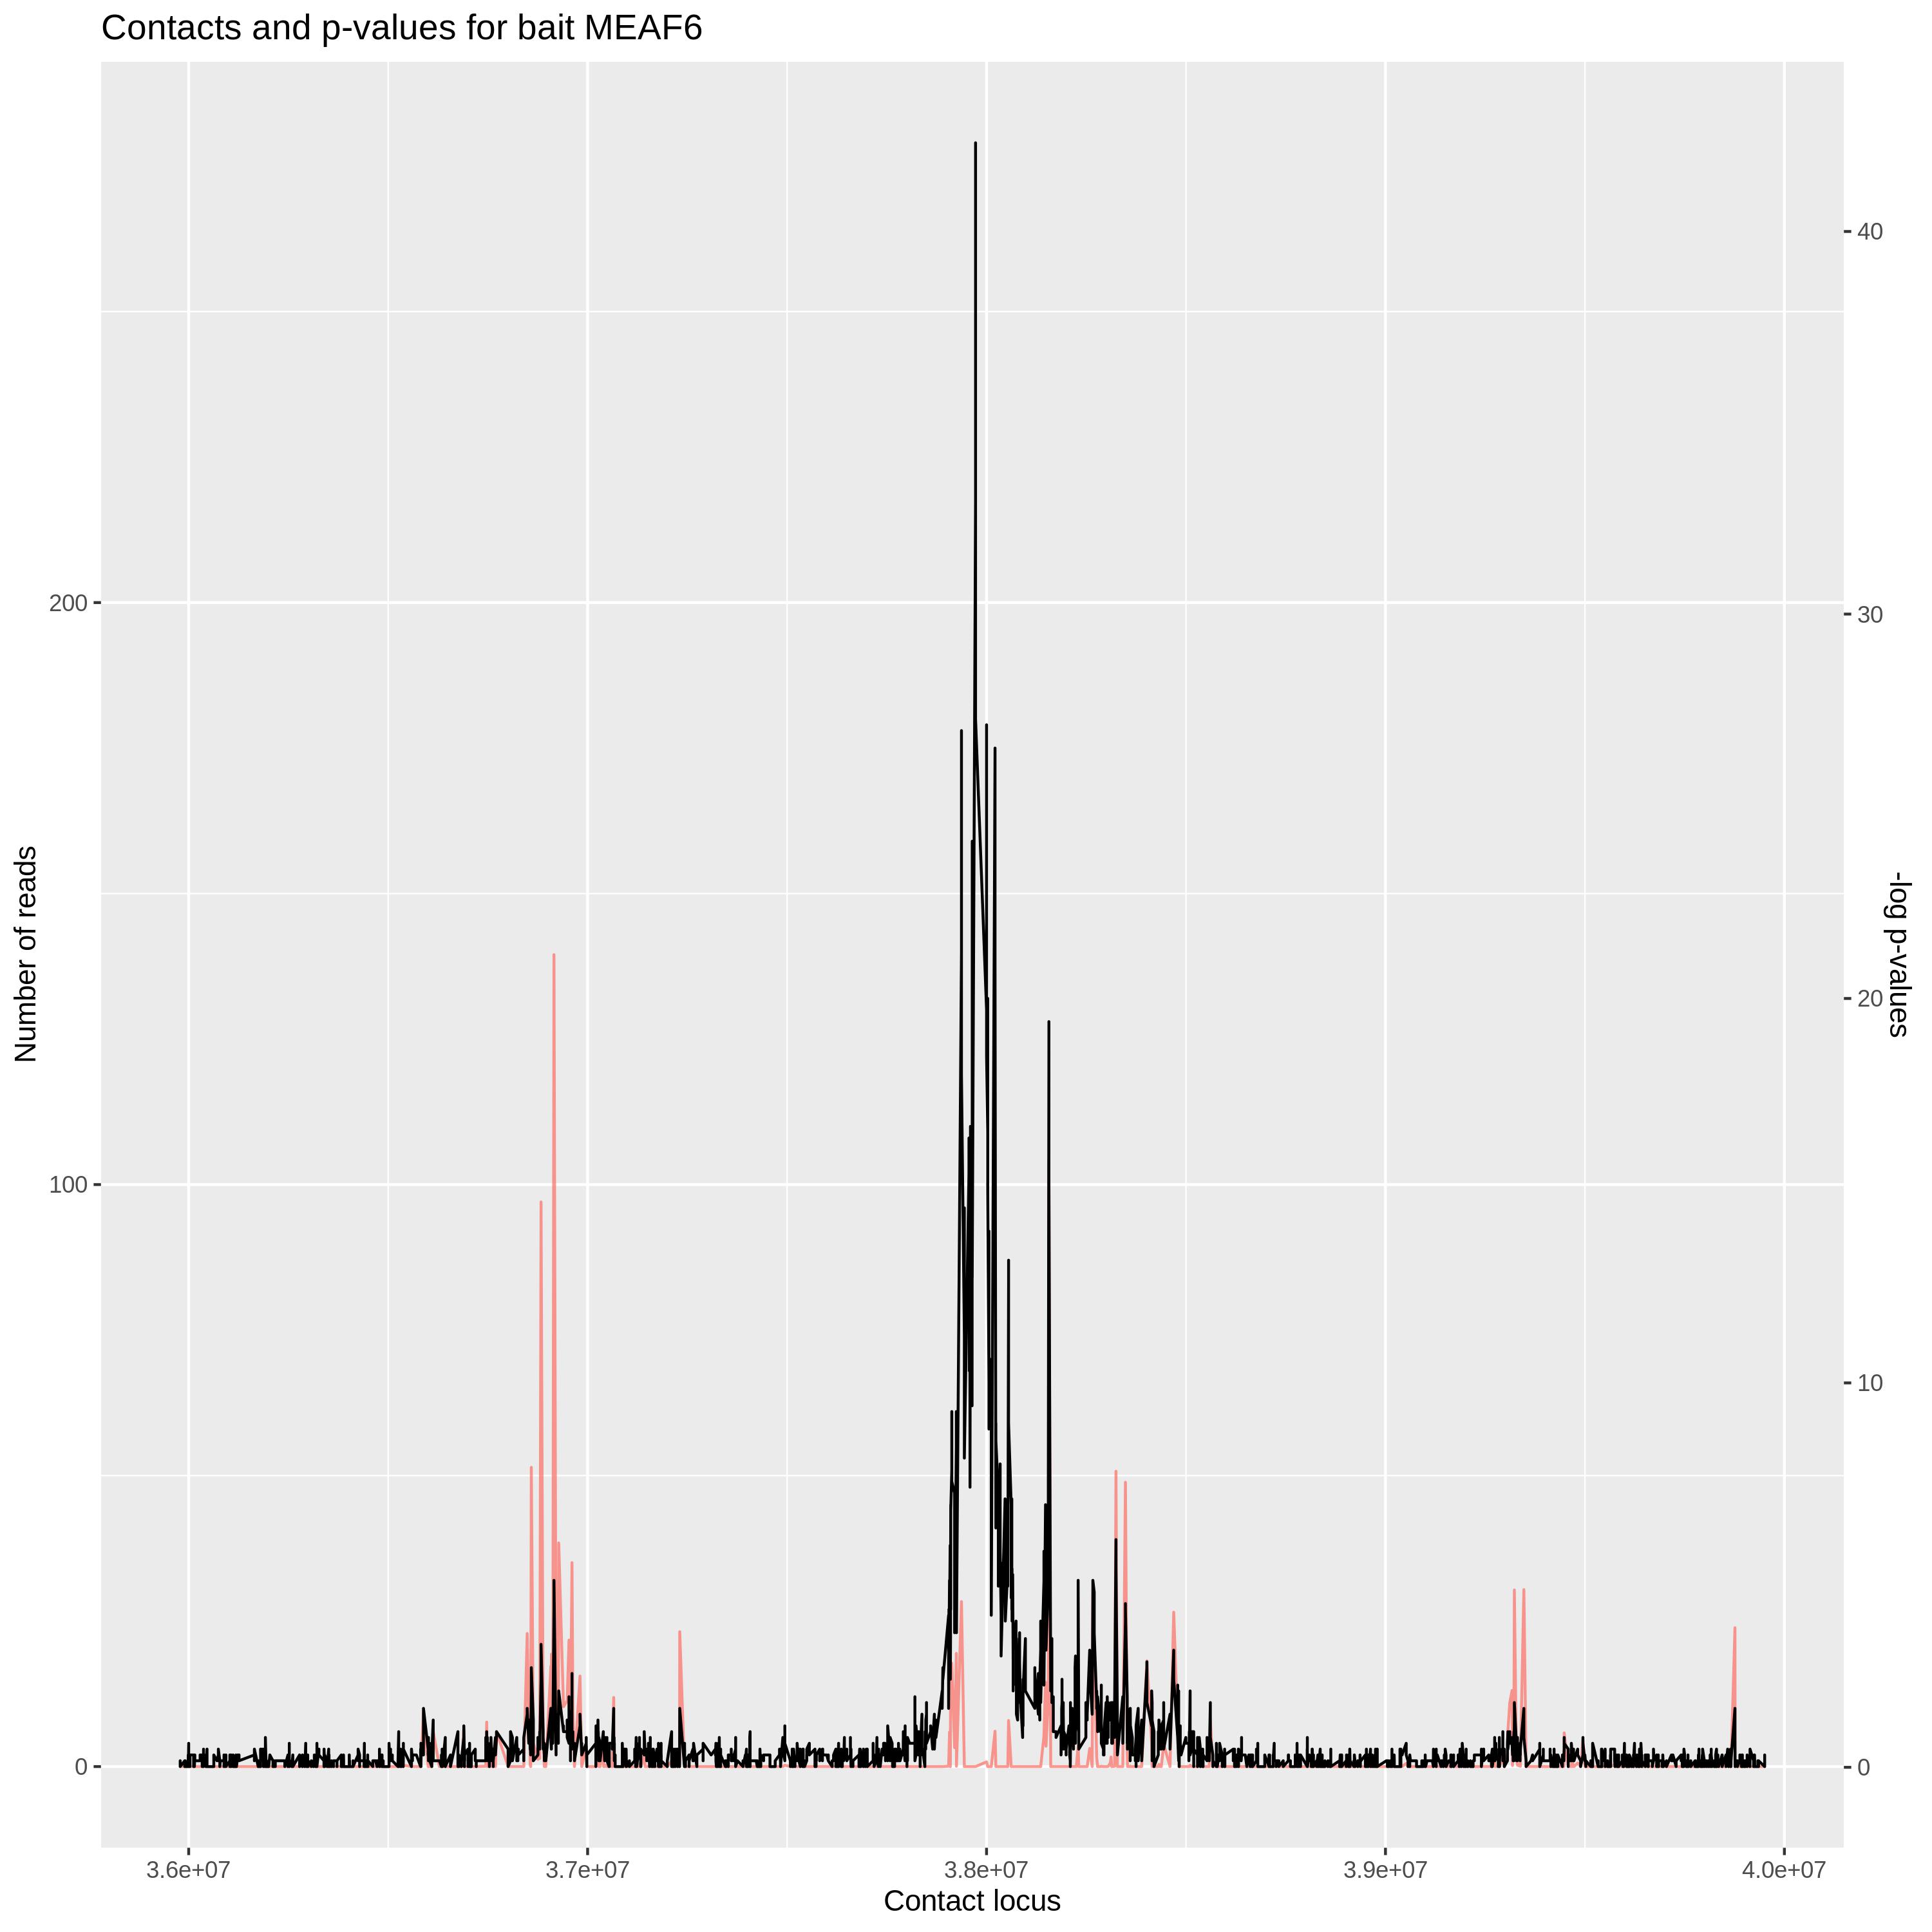 Contacts and p-values for bait MEAF6
Number of reads
200
100
0
40
30
20
10
0
-log p-values
3.6e+07 3.7e+07 3.8e+07 3.9e+07 4.0e+07
Contact locus